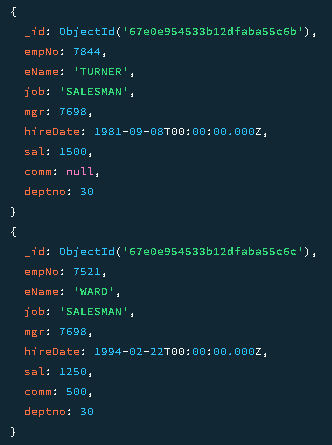 {
_id: ObjectId('67e0e954533b12dfaba55c6b'),
empNo: 7844,
eName: 'TURNER',
job: 'SALESMAN',
mgr: 7698,
hireDate: 1981-09-08T00:00:00.000Z,
sal: 1500,
comm: null,
deptno: 30
}
{
_id: ObjectId('67e0e954533b12dfaba55c6c'),
empNo: 7521,
eName: 'WARD',
job: 'SALESMAN',
mgr: 7698,
hireDate: 1994-02-22T00:00:00.000Z,
sal: 1250,
comm: 500,
deptno: 30
}